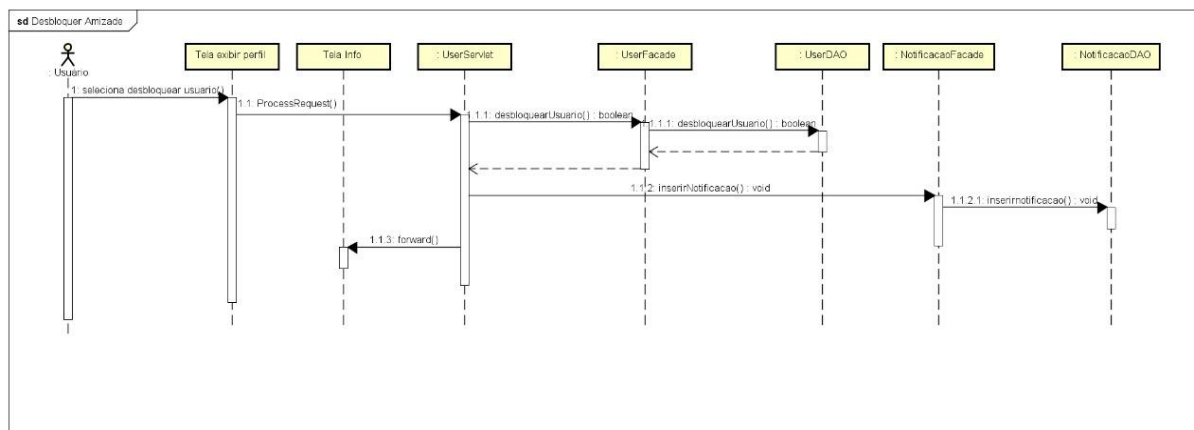 sd Desbloquer Amizade
: Usuário
Tela exibir perfil
Tela Info
: UserServlet
: UserFacade
: UserDAO
: NotificacaoFacade
: NotificacaoDAO
1: seleciona desbloquear usuario()
1.1: ProcessRequest()
1.1.1: desbloquearUsuario() : boolean
1.1.1.1: desbloquearUsuario() : boolean
1.1.2: inserirNotificacao() : void
1.1.2.1: inserirnotificacao() : void
1.1.3: forward()